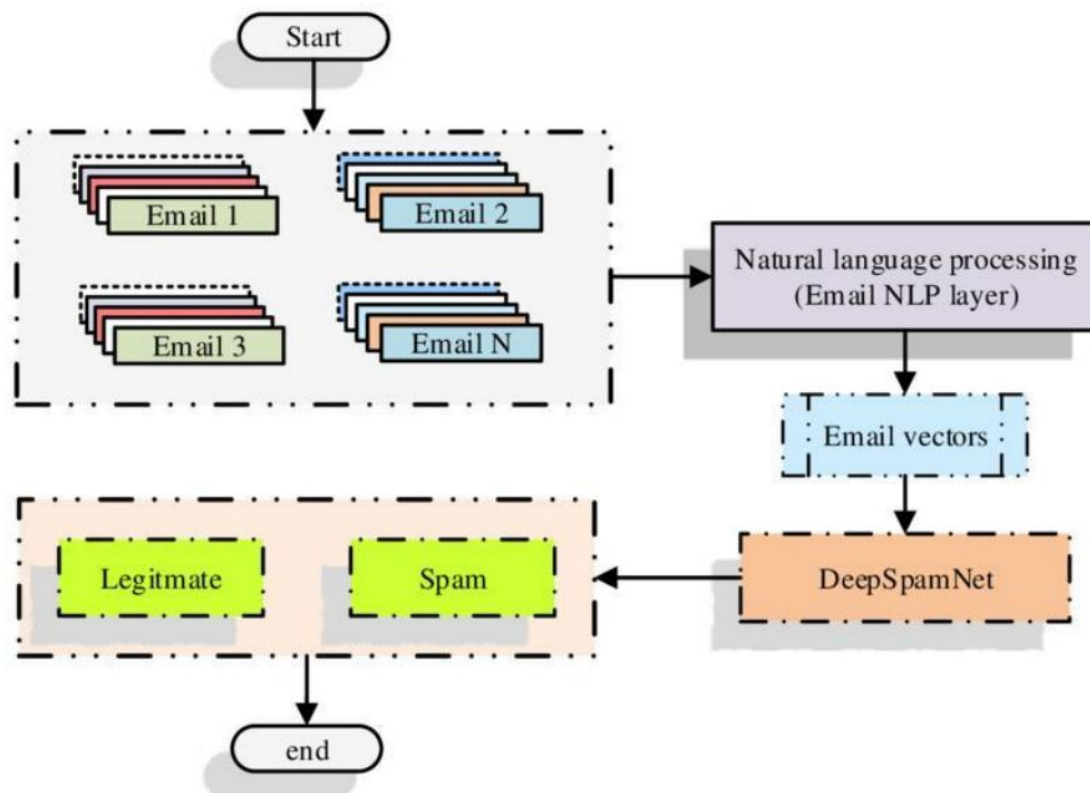 Start
Email 1
Email 2
Email 3
Email N
Natural language processing
(Email NLP layer)
Email vectors
DeepSpamNet
Legitmate
Spam
end